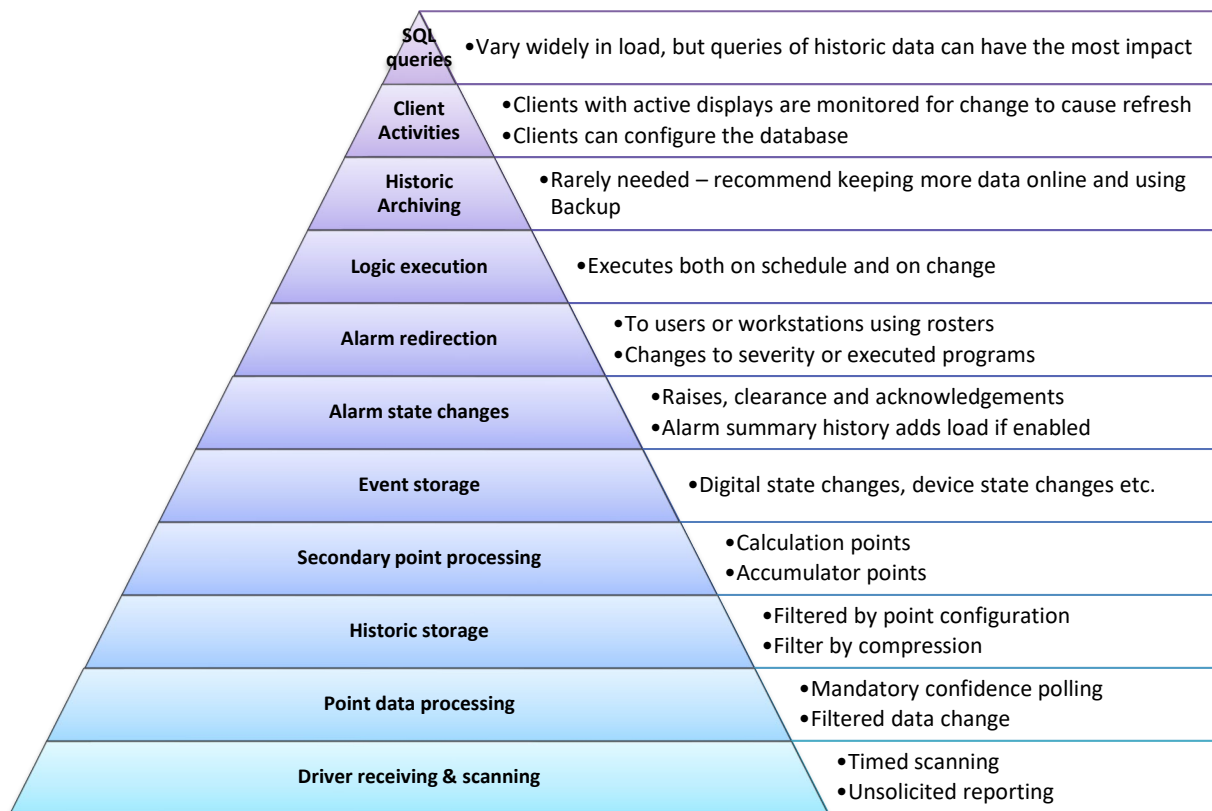 SQL
queries
•Vary widely in load, but queries of historic data can have the most impact
Client
Activities
•Clients with active displays are monitored for change to cause refresh
•Clients can configure the database
Historic
Archiving
•Rarely needed – recommend keeping more data online and using
Backup
Logic execution
•Executes both on schedule and on change
Alarm redirection
•To users or workstations using rosters
•Changes to severity or executed programs
Alarm state changes
•Raises, clearance and acknowledgements
•Alarm summary history adds load if enabled
Event storage
•Digital state changes, device state changes etc.
Secondary point processing
•Calculation points
•Accumulator points
Historic storage
•Filtered by point configuration
•Filter by compression
Point data processing
•Mandatory confidence polling
•Filtered data change
Driver receiving & scanning
•Timed scanning
•Unsolicited reporting